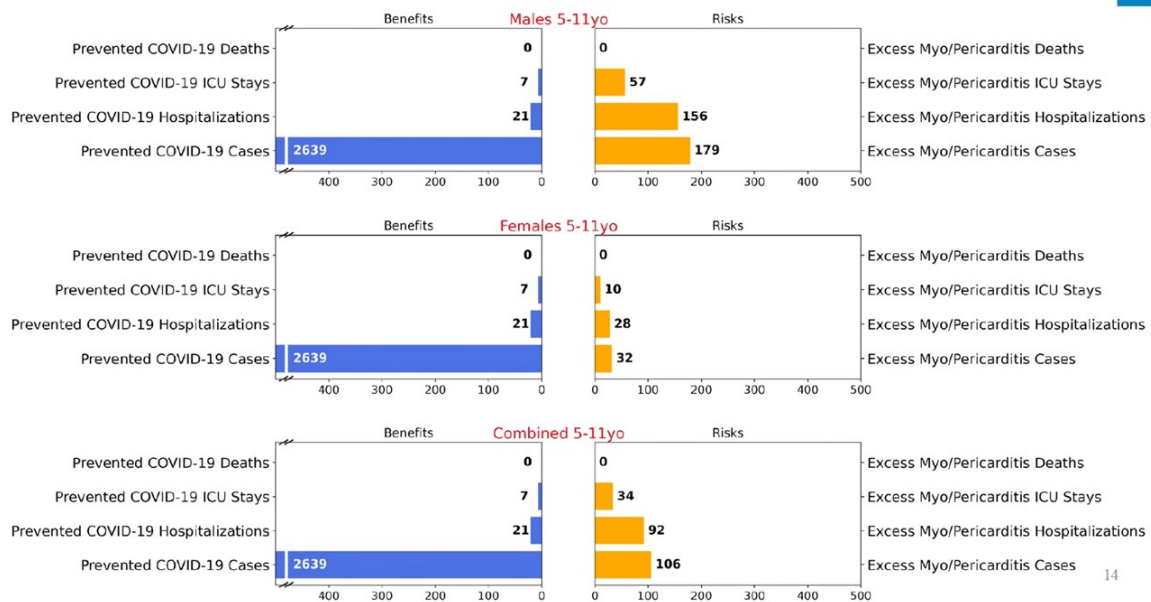 Benefits Males 5-11yo Risks
Prevented COVID-19 Deaths 0 0 Excess Myo/Pericarditis Deaths
Prevented COVID-19 ICU Stays 7 57 Excess Myo/Pericarditis ICU Stays
Prevented COVID-19 Hospitalizations 21 156 Excess Myo/Pericarditis Hospitalizations
Prevented COVID-19 Cases 2639 179 Excess Myo/Pericarditis Cases
400 300 200 100 0 0 100 200 300 400 500
Benefits Females 5-11yo Risks
Prevented COVID-19 Deaths 0 0 Excess Myo/Pericarditis Deaths
Prevented COVID-19 ICU Stays 7 10 Excess Myo/Pericarditis ICU Stays
Prevented COVID-19 Hospitalizations 21 28 Excess Myo/Pericarditis Hospitalizations
Prevented COVID-19 Cases 2639 32 Excess Myo/Pericarditis Cases
400 300 200 100 0 0 100 200 300 400 500
Benefits Combined 5-11yo Risks
Prevented COVID-19 Deaths 0 0 Excess Myo/Pericarditis Deaths
Prevented COVID-19 ICU Stays 7 34 Excess Myo/Pericarditis ICU Stays
Prevented COVID-19 Hospitalizations 21 92 Excess Myo/Pericarditis Hospitalizations
Prevented COVID-19 Cases 2639 106 Excess Myo/Pericarditis Cases
14
400 300 200 100 0 0 100 200 300 400 500